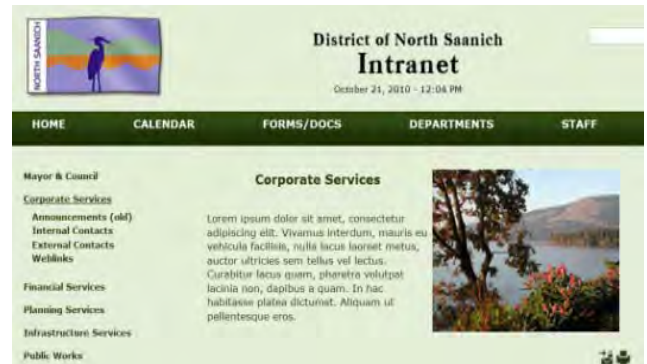 NORTH SAANICH
District of North Saanich
Intranet
October 21, 2010 - 12:04 PM
HOME CALENDAR FORMS/DOCS DEPARTMENTS STAFF
Mayor & Council
Corporate Services
Announcements (old)
Internal Contacts
External Contacts
Weblinks
Financial Services
Planning Services
Infrastructure Services
Public Works
Corporate Services
Lorem ipsum dolor sit amet, consectetur
adipiscing elit. Vivamus interdum, mauris eu
vehicula facilisis, nulla lacus laoreet metus,
auctor ultricies sem tellus vel lectus.
Curabitur lacus quam, pharetra volutpat
lacinia non, dapibus a quam. In hac
habitasse platea dictumst. Aliquam ut
pellentesque eros.